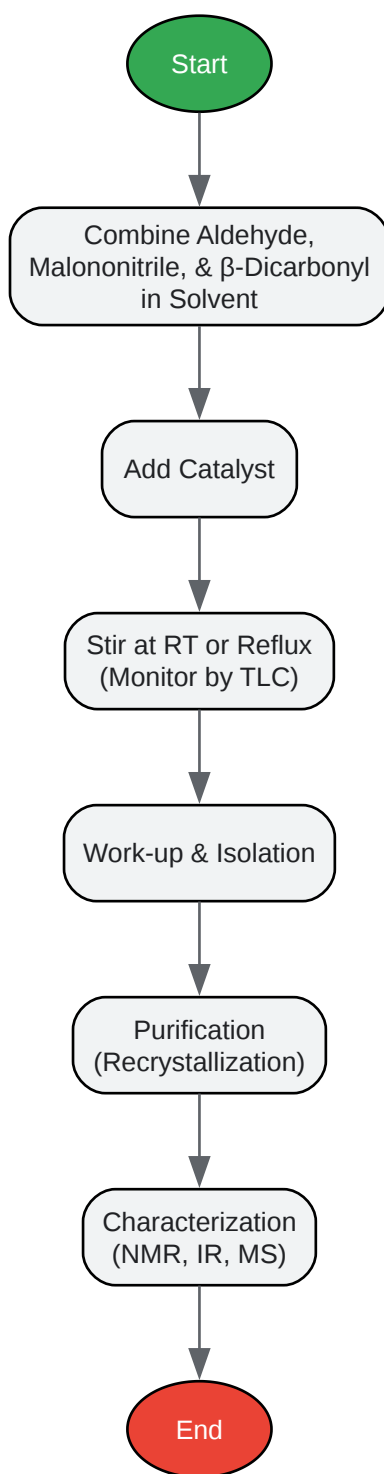 Start
Combine Aldehyde,
Malononitrile, & β-Dicarbonyl
in Solvent
Add Catalyst
Stir at RT or Reflux
(Monitor by TLC)
Work-up & Isolation
Purification
(Recrystallization)
Characterization
(NMR, IR, MS)
End